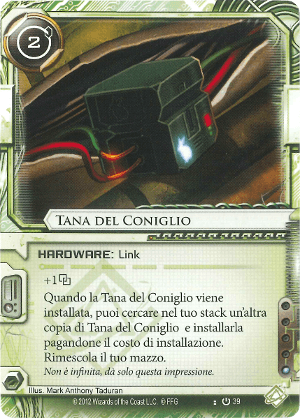 2
TANA DEL CONIGLIO
HARDWARE: Link
+1
Quando la Tana del Coniglio viene
installata, puoi cercare nel tuo stack un'altra
copia di Tana del Coniglio e installarla
pagandone il costo di installazione.
Rimescola il tuo mazzo.
Non è infinita, dà solo questa impressione.
Illus. Mark Anthony Taduran
© 2012 Wizards of the Coast LLC. © FFG
39